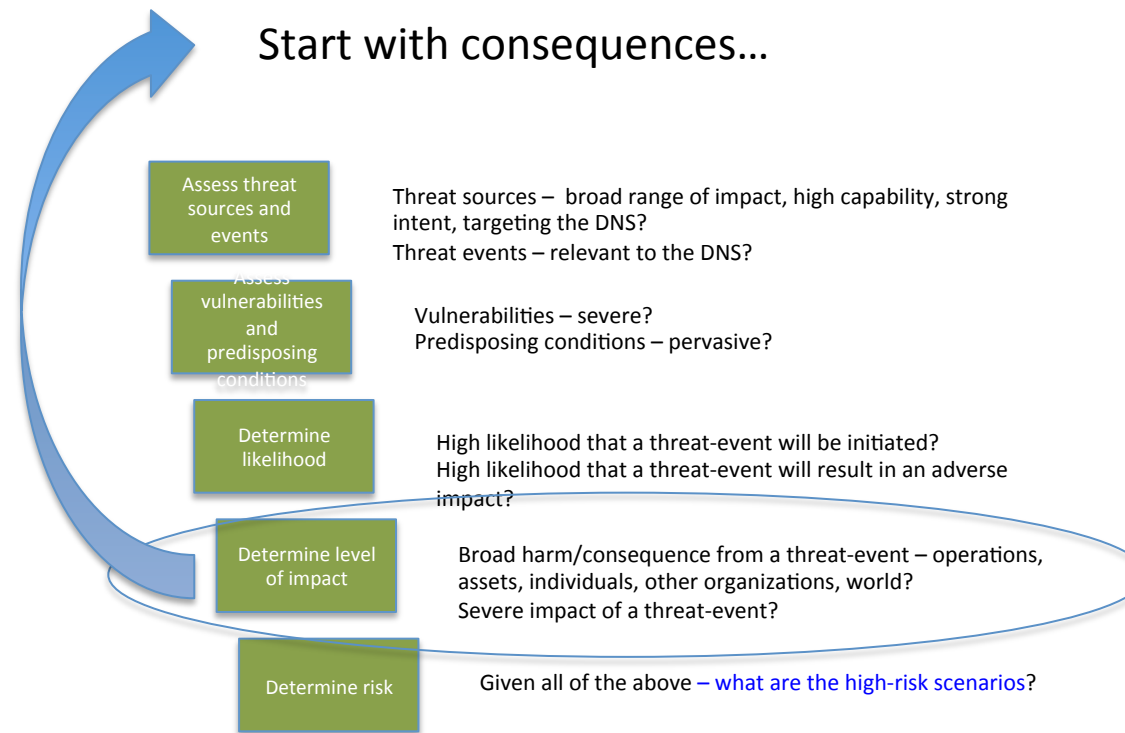 Start with consequences…
Assess threat
sources and
events
Threat sources –  broad range of impact, high capability, strong
intent, targeting the DNS?
Threat events – relevant to the DNS?
Assess
vulnerabilities
and
predisposing
conditions
Vulnerabilities – severe?
Predisposing conditions – pervasive?
Determine
likelihood
High likelihood that a threat-event will be initiated?
High likelihood that a threat-event will result in an adverse
impact?
Determine level
of impact
Broad harm/consequence from a threat-event – operations,
assets, individuals, other organizations, world?
Severe impact of a threat-event?
Determine risk
Given all of the above – what are the high-risk scenarios?